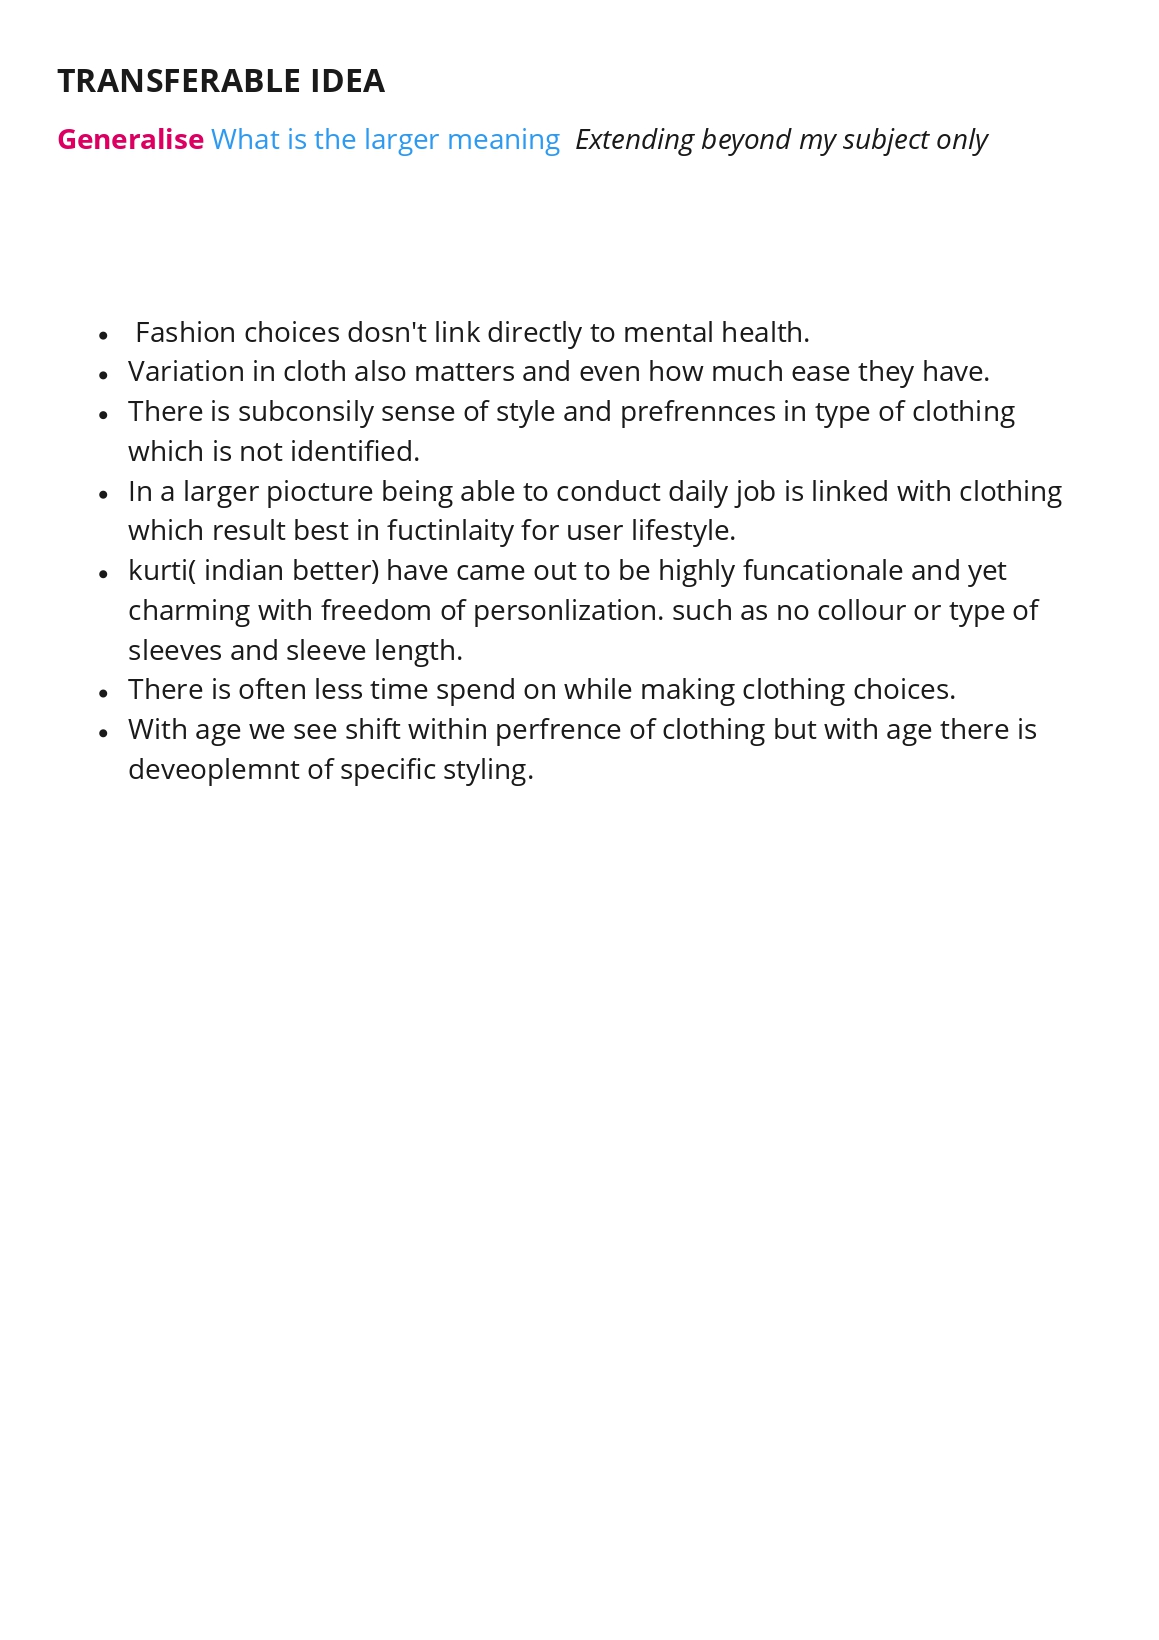 TRANSFERABLE IDEA
Generalise What is the larger meaning Extending beyond my subject only
• Fashion choices dosn't link directly to mental health.
• Variation in cloth also matters and even how much ease they have.
• There is subconsily sense of style and prefrennces in type of clothing
which is not identified.
• In a larger piocture being able to conduct daily job is linked with clothing
which result best in fuctinlaity for user lifestyle.
• kurti( indian better) have came out to be highly funcationale and yet
charming with freedom of personlization. such as no collour or type of
sleeves and sleeve length.
• There is often less time spend on while making clothing choices.
• With age we see shift within perfrence of clothing but with age there is
deveoplemnt of specific styling.